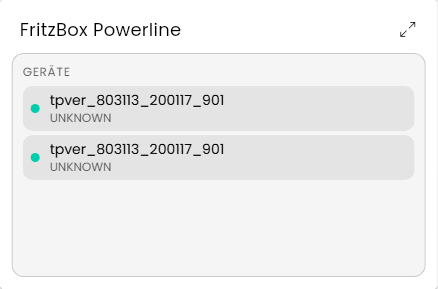 FritzBox Powerline
GERÄTE
tpver_803113_200117_901
UNKNOWN
tpver_803113_200117_901
UNKNOWN